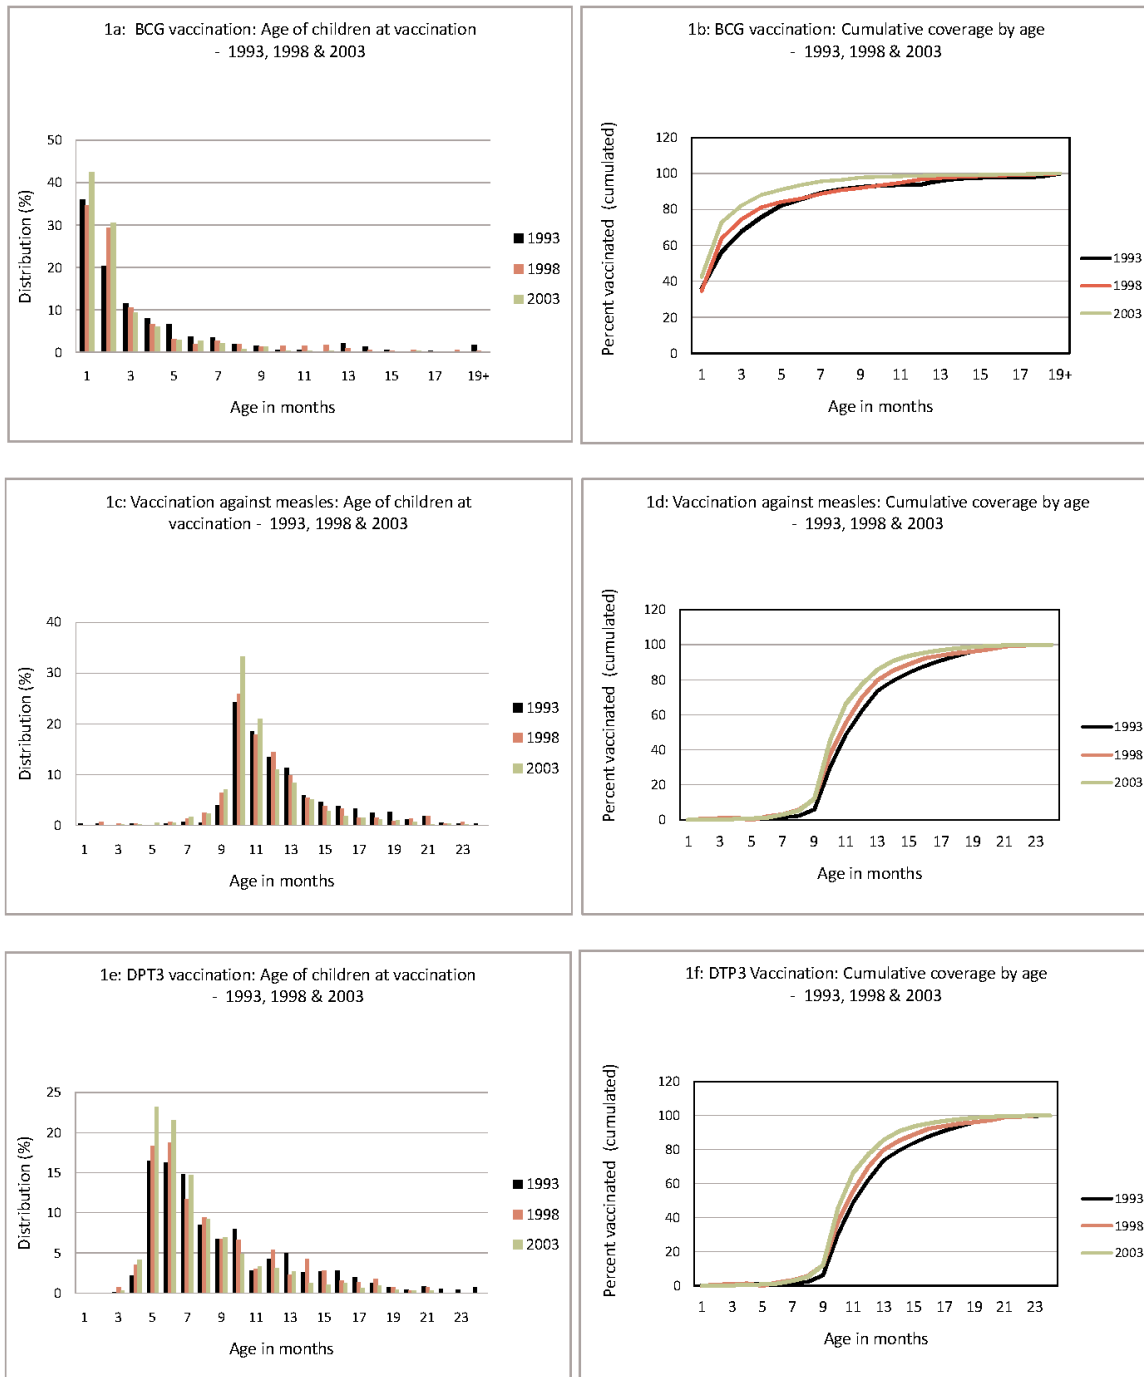 1a: BCG vaccination: Age of children at vaccination
- 1993, 1998 & 2003
50
40
30
20
10
0
Distribution (%)
1 3 5 7 9 11 13 15 17 19+
Age in months
1993
1998
2003
1b: BCG vaccination: Cumulative coverage by age
- 1993, 1998 & 2003
120
100
80
60
40
20
0
Percent vaccinated (cumulated)
1 3 5 7 9 11 13 15 17 19+
Age in months
1993
1998
2003
1c: Vaccination against measles: Age of children at
vaccination - 1993, 1998 & 2003
40
30
20
10
0
Distribution (%)
1 3 5 7 9 11 13 15 17 19 21 23
Age in months
1993
1998
2003
1d: Vaccination against measles: Cumulative coverage by age
- 1993, 1998 & 2003
120
100
80
60
40
20
0
Percent vaccinated (cumulated)
1 3 5 7 9 11 13 15 17 19 21 23
Age in months
1993
1998
2003
1e: DPT3 vaccination: Age of children at vaccination
- 1993, 1998 & 2003
25
20
15
10
5
0
Distribution (%)
1 3 5 7 9 11 13 15 17 19 21 23
Age in months
1993
1998
2003
1f: DTP3 Vaccination: Cumulative coverage by age
- 1993, 1998 & 2003
120
100
80
60
40
20
0
Percent vaccinated (cumulated)
1 3 5 7 9 11 13 15 17 19 21 23
Age in months
1993
1998
2003